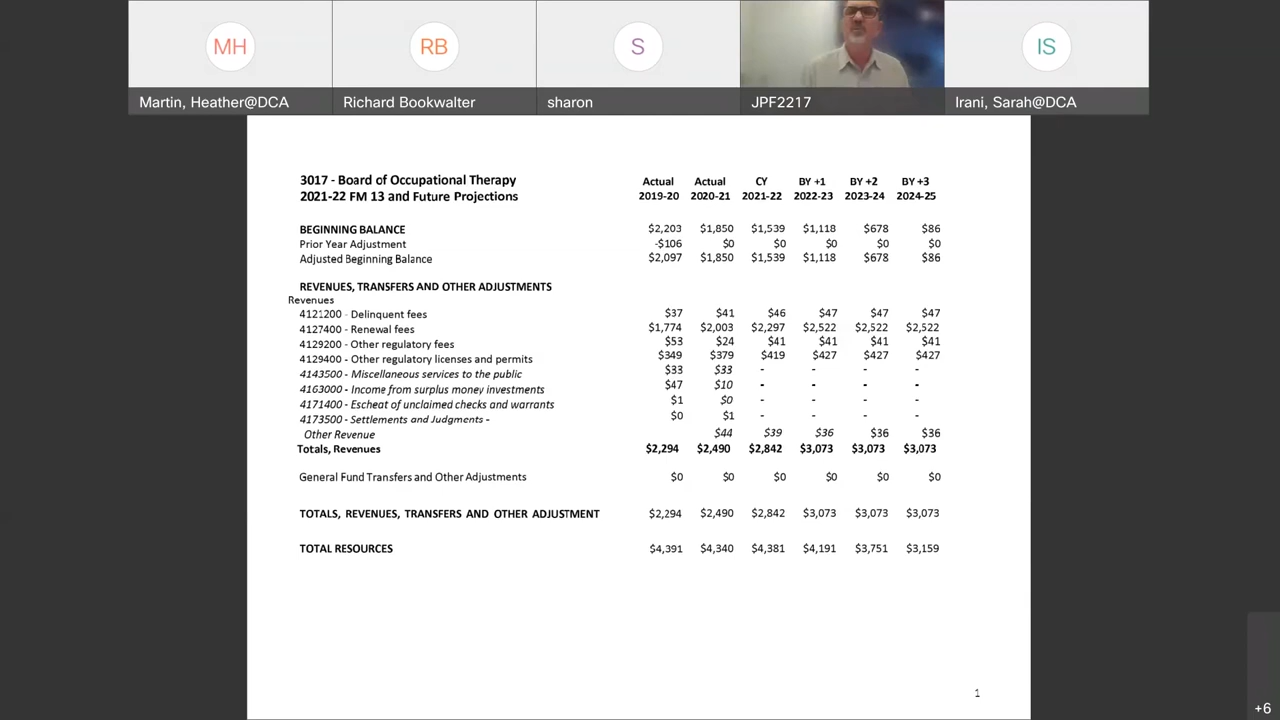 MH
RB
S
IS
Martin, Heather@DCA
Richard Bookwalter
sharon
JPF2217
Irani, Sarah@DCA
3017 - Board of Occupational Therapy
2021-22 FM 13 and Future Projections
Actual Actual CY BY +1 BY +2 BY +3
2019-20 2020-21 2021-22 2022-23 2023-24 2024-25
BEGINNING BALANCE $2,203 $1,850 $1,539 $1,118 $678 $86
Prior Year Adjustment -$106 $0 $0 $0 $0 $0
Adjusted Beginning Balance $2,097 $1,850 $1,539 $1,118 $678 $86
REVENUES, TRANSFERS AND OTHER ADJUSTMENTS
Revenues
4121200 - Delinquent fees $37 $41 $46 $47 $47 $47
4127400 - Renewal fees $1,774 $2,003 $2,297 $2,522 $2,522 $2,522
4129200 - Other regulatory fees $53 $24 $41 $41 $41 $41
4129400 - Other regulatory licenses and permits $349 $379 $419 $427 $427 $427
4143500 - Miscellaneous services to the public $33 $33 - - - -
4163000 - Income from surplus money investments $47 $10 - - - -
4171400 - Escheat of unclaimed checks and warrants $1 $0 - - - -
4173500 - Settlements and Judgments - $0 $1 - - - -
Other Revenue $44 $39 $36 $36 $36
Totals, Revenues $2,294 $2,490 $2,842 $3,073 $3,073 $3,073
General Fund Transfers and Other Adjustments $0 $0 $0 $0 $0 $0
TOTALS, REVENUES, TRANSFERS AND OTHER ADJUSTMENT $2,294 $2,490 $2,842 $3,073 $3,073 $3,073
TOTAL RESOURCES $4,391 $4,340 $4,381 $4,191 $3,751 $3,159
1
+6